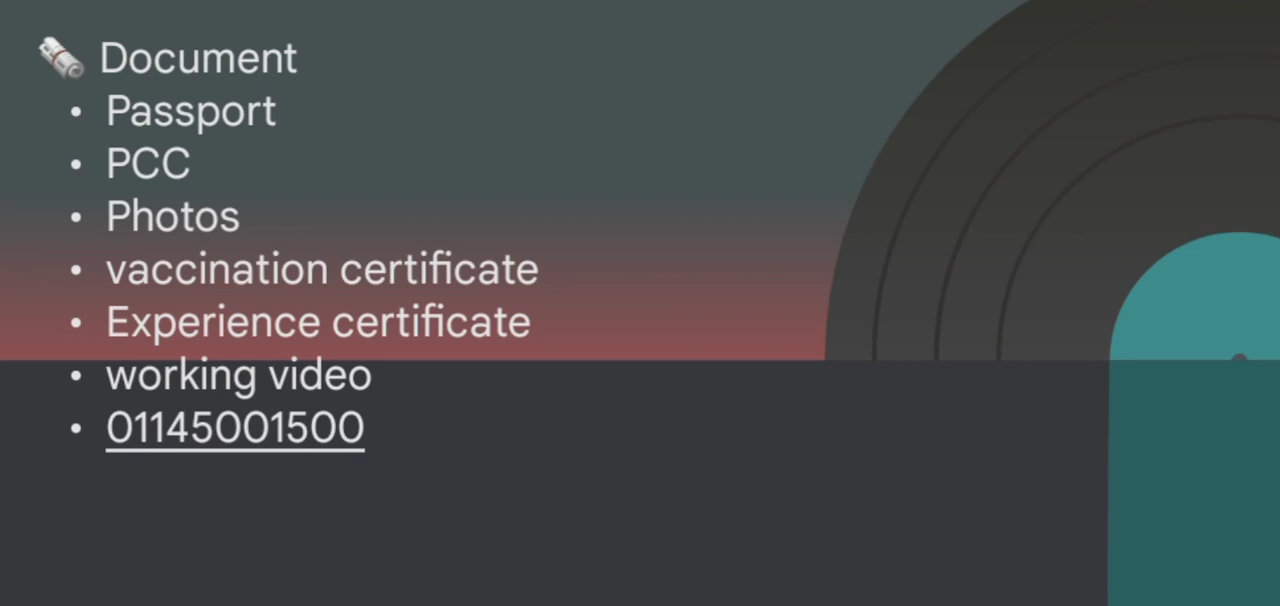 🗞️ Document
• Passport
• PCC
• Photos
• vaccination certificate
• Experience certificate
• working video
• 01145001500